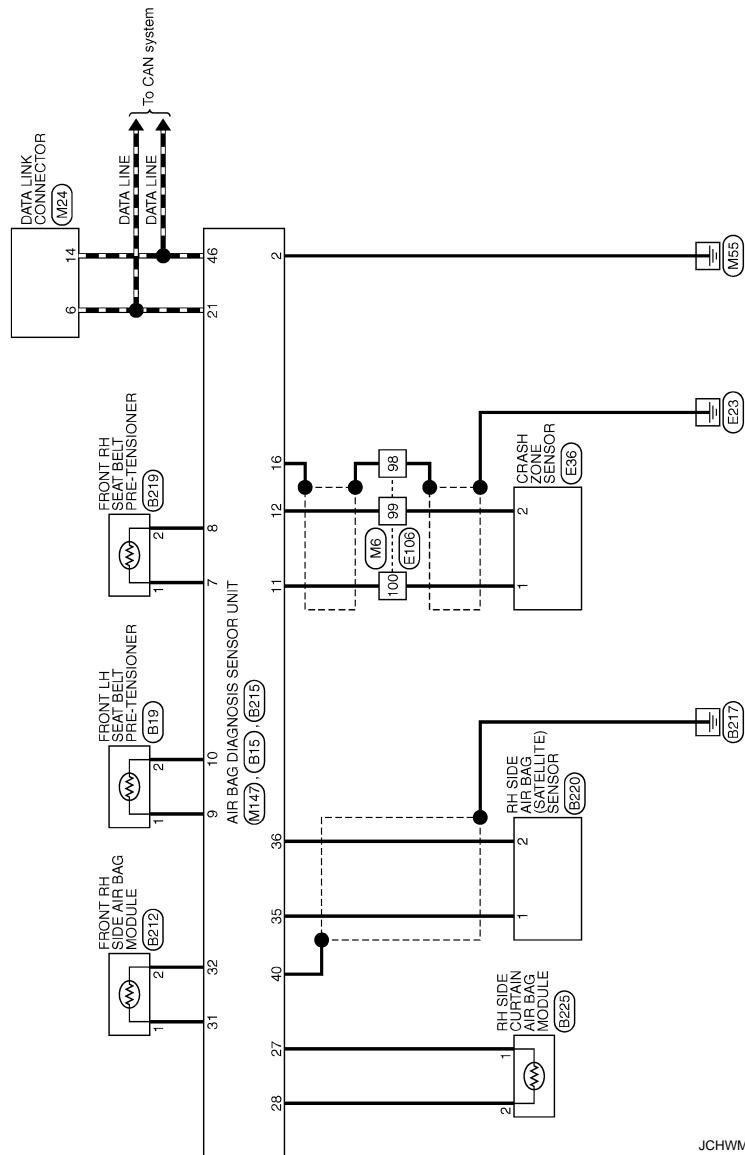 DATA LINK
CONNECTOR
M24
To CAN system
DATA LINE
DATA LINE
14
6
46
21
2
M55
FRONT RH
SEAT BELT
PRE-TENSIONER
B219
2
1
8
7
16
12
11
98
99
100
M6
E106
E23
CRASH
ZONE
SENSOR
E36
2
1
FRONT LH
SEAT BELT
PRE-TENSIONER
B19
2
1
10
9
AIR BAG DIAGNOSIS SENSOR UNIT
M147 , B15 , B215
B217
36
35
40
RH SIDE
AIR BAG
(SATELLITE)
SENSOR
B220
2
1
FRONT RH
SIDE AIR BAG
MODULE
B212
2
1
32
31
27
28
RH SIDE
CURTAIN
AIR BAG
MODULE
B225
1
2
JCHWM